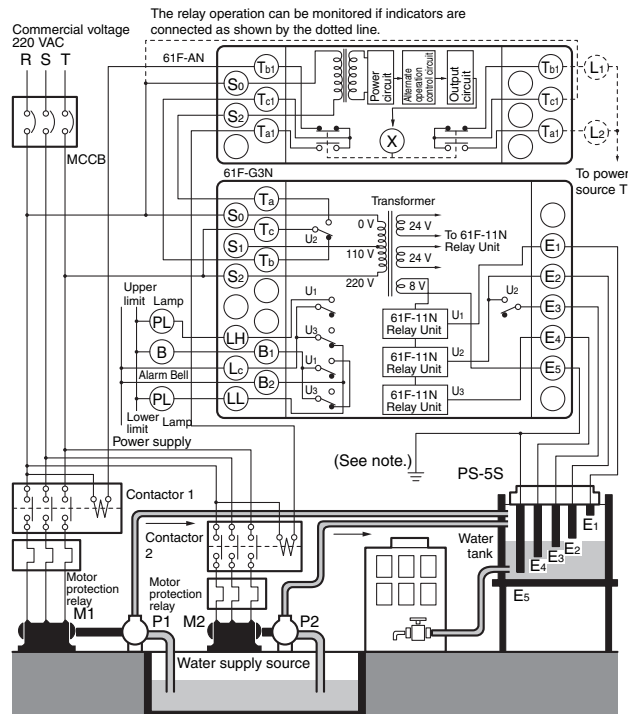 The relay operation can be monitored if indicators are
connected as shown by the dotted line.
Commercial voltage
220 VAC
R S T
61F-AN
MCCB
Tb1
S0
Tc1
S2
Ta1
Power
circuit
Alternate
operation
control circuit
Output
circuit
X
Tb1
Tc1
Ta1
L1
L2
To power
source T
61F-G3N
Ta
S0
Tc
S1
Tb
S2
U2
Transformer
0 V
110 V
220 V
24 V
24 V
8 V
To 61F-11N
Relay Unit
E1
E2
U2
E3
E4
E5
Upper
limit
Lamp
PL
B
Alarm Bell
PL
Lower
limit
Lamp
Power supply
LH
B1
Lc
B2
LL
U1
U3
U1
U3
61F-11N
Relay Unit
U1
61F-11N
Relay Unit
U2
61F-11N
Relay Unit
U3
(See note.)
PS-5S
Contactor 1
Contactor
2
Water
tank
E1
E2
E3
E4
E5
Motor
protection
relay
Motor
protection
relay
M1
P1
M2
P2
Water supply source